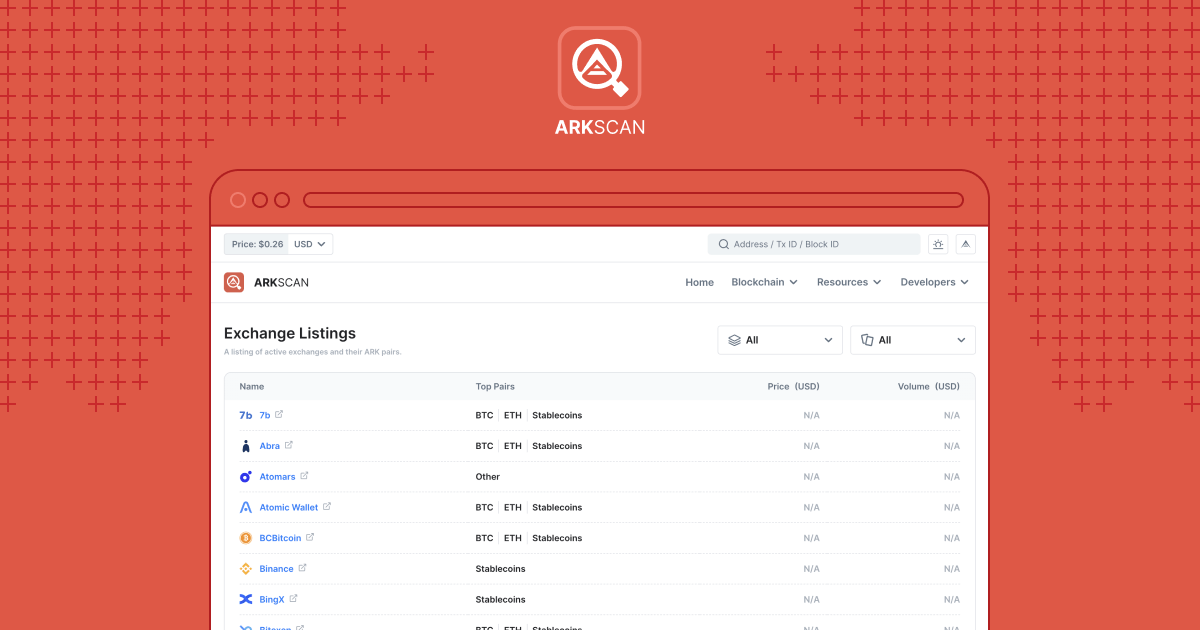 ARKSCAN
Price: $0.26 USD Address / Tx ID / Block ID
ARKSCAN Home Blockchain Resources Developers
Exchange Listings All All
A listing of active exchanges and their ARK pairs.
Name Top Pairs Price (USD) Volume (USD)
7b 7b BTC ETH Stablecoins N/A N/A
Abra BTC ETH Stablecoins N/A N/A
Atomars Other N/A N/A
Atomic Wallet BTC ETH Stablecoins N/A N/A
BCBitcoin BTC ETH Stablecoins N/A N/A
Binance Stablecoins N/A N/A
BingX Stablecoins N/A N/A
BTC ETH Stablecoins N/A N/A